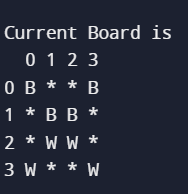 Current Board is
  0 1 2 3
0 B * * B
1 * B B *
2 * W W *
3 W * * W